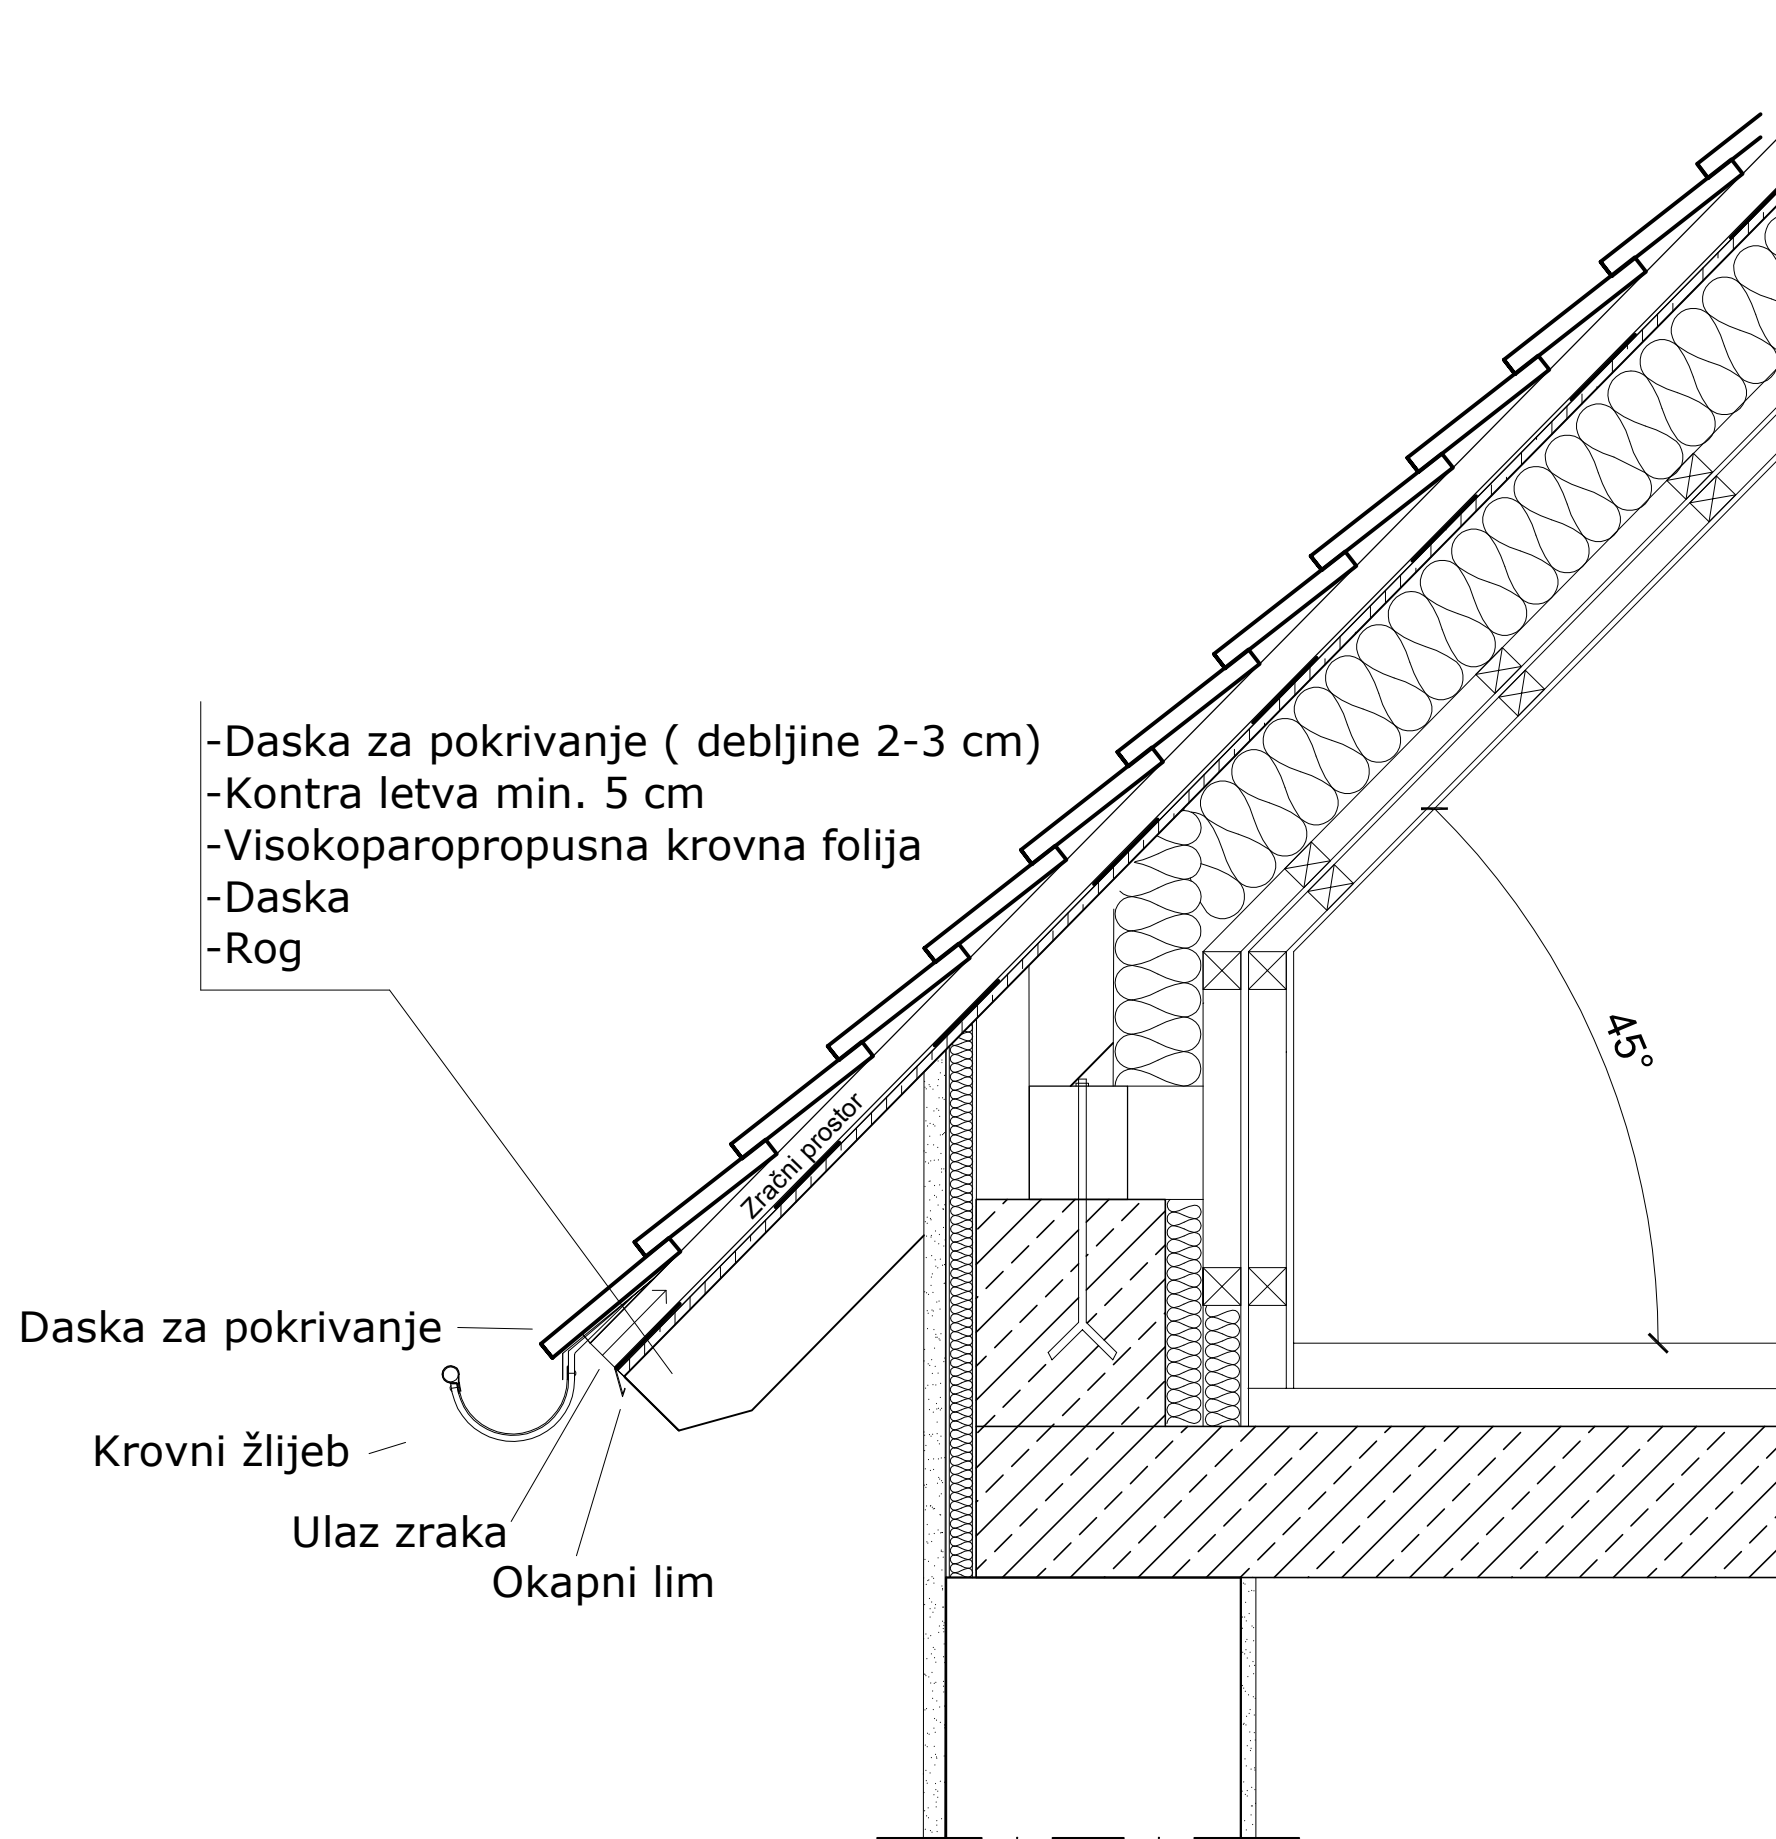 -Daska za pokrivanje ( debljine 2-3 cm)
-Kontra letva min. 5 cm
-Visokoparopropusna krovna folija
-Daska
-Rog
45°
Zračni prostor
Daska za pokrivanje
Krovni žlijeb
Ulaz zraka
Okapni lim